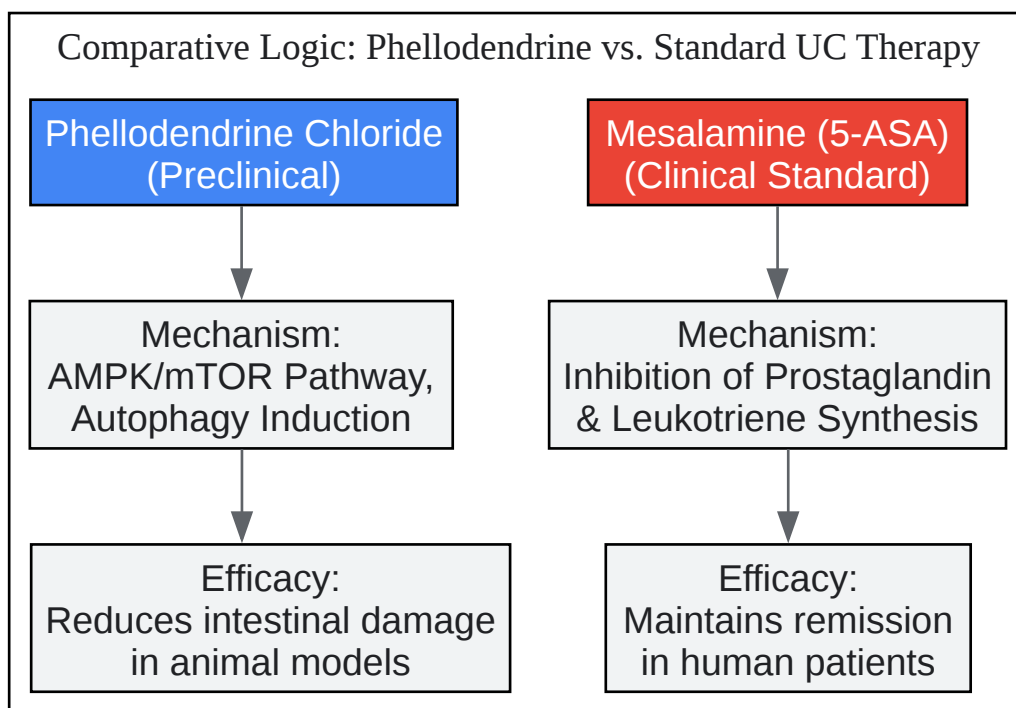 Comparative Logic: Phellodendrine vs. Standard UC Therapy
Phellodendrine Chloride
(Preclinical)
Mechanism:
AMPK/mTOR Pathway,
Autophagy Induction
Efficacy:
Reduces intestinal damage
in animal models
Mesalamine (5-ASA)
(Clinical Standard)
Mechanism:
Inhibition of Prostaglandin
& Leukotriene Synthesis
Efficacy:
Maintains remission
in human patients